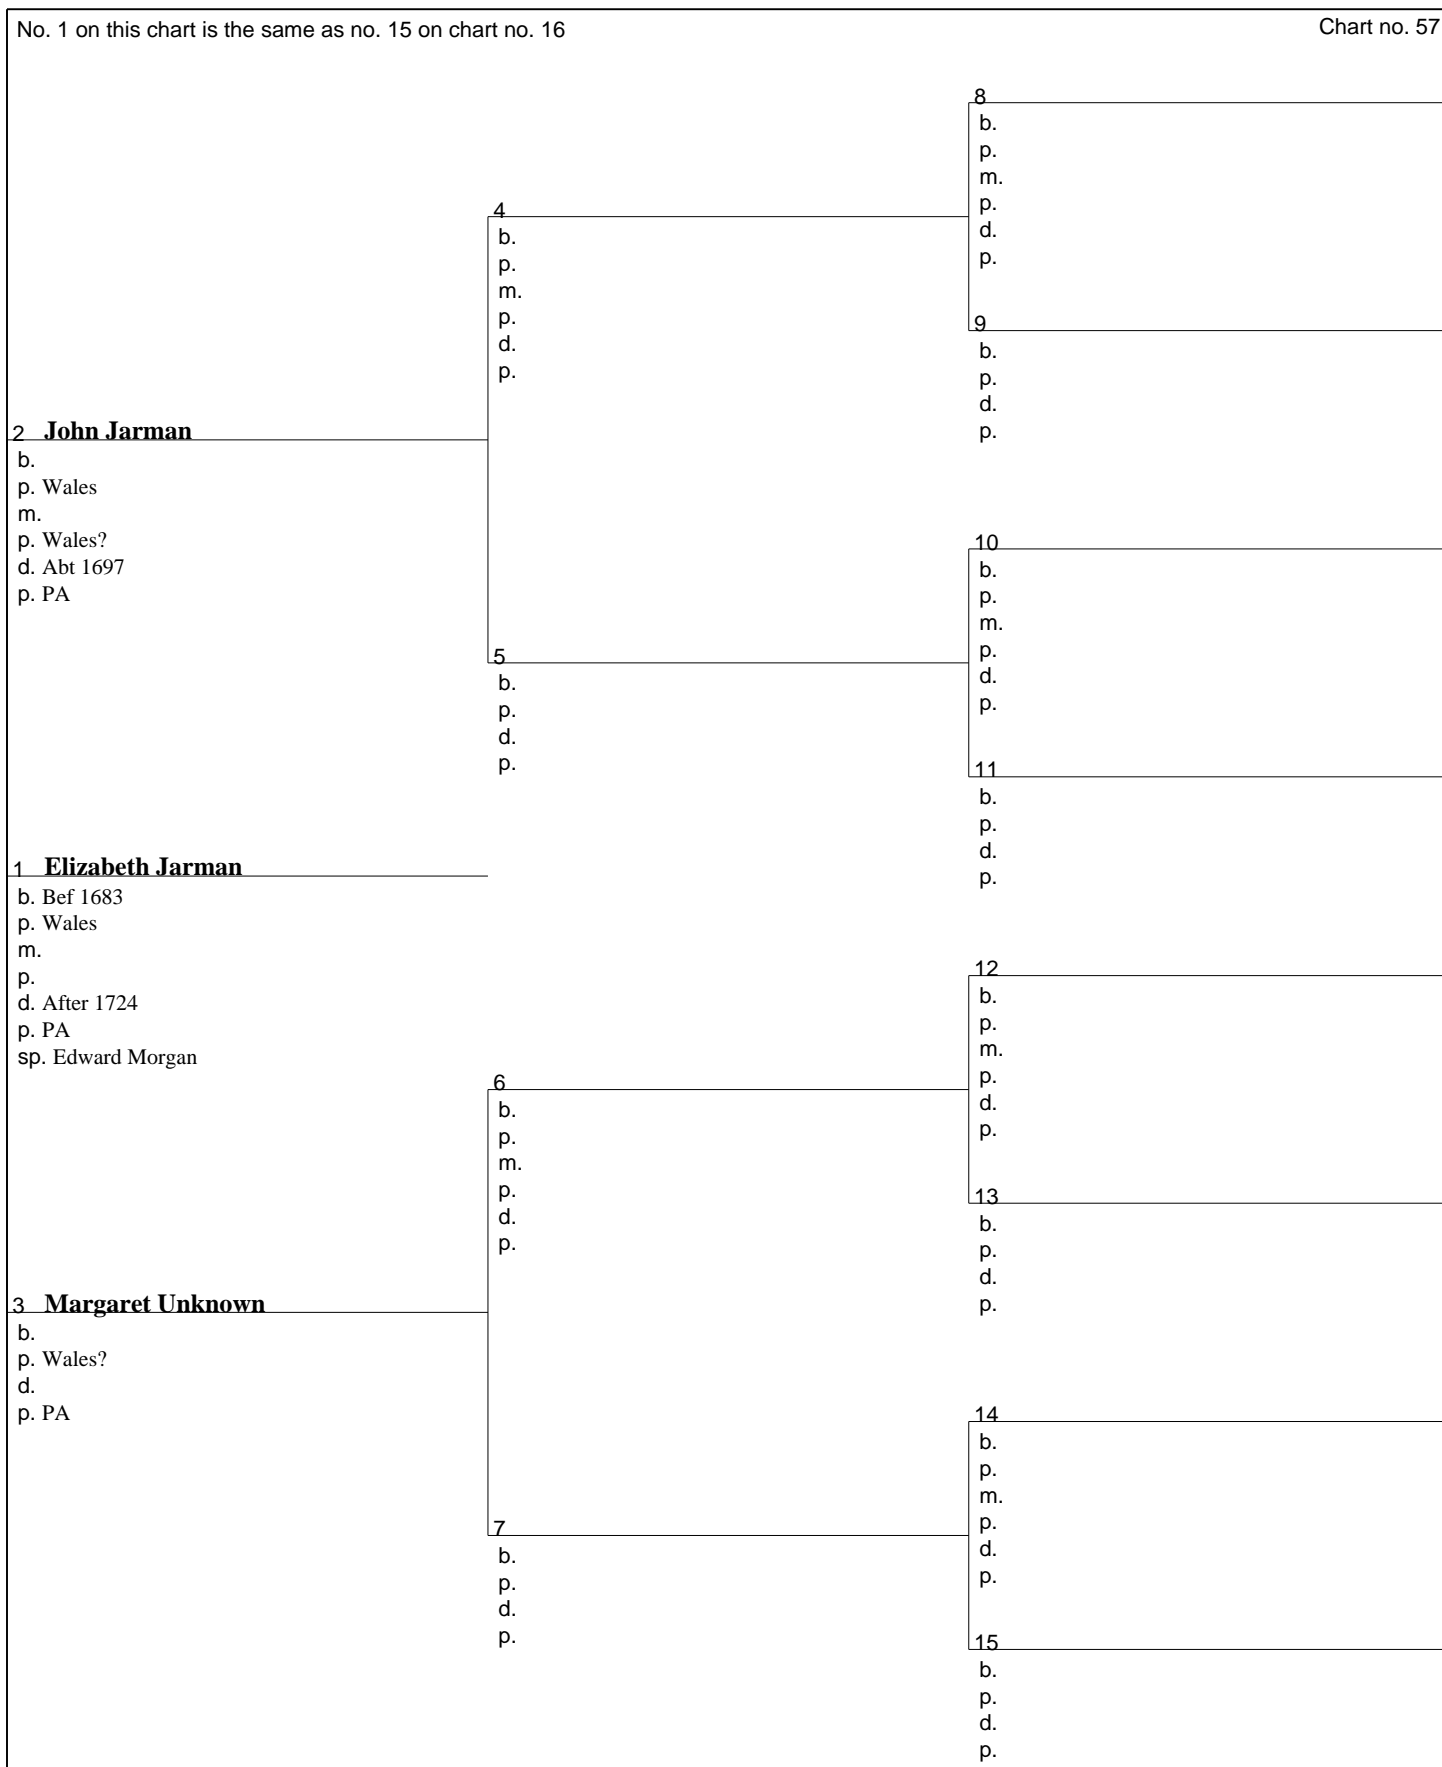 No. 1 on this chart is the same as no. 15 on chart no. 16
Chart no. 57
2 John Jarman
b.
p. Wales
m.
p. Wales?
d. Abt 1697
p. PA
1 Elizabeth Jarman
b. Bef 1683
p. Wales
m.
p.
d. After 1724
p. PA
sp. Edward Morgan
3 Margaret Unknown
b.
p. Wales?
d.
p. PA
4
b.
p.
m.
p.
d.
p.
5
b.
p.
d.
p.
6
b.
p.
m.
p.
d.
p.
7
b.
p.
d.
p.
8
b.
p.
m.
p.
d.
p.
9
b.
p.
d.
p.
10
b.
p.
m.
p.
d.
p.
11
b.
p.
d.
p.
12
b.
p.
m.
p.
d.
p.
13
b.
p.
d.
p.
14
b.
p.
m.
p.
d.
p.
15
b.
p.
d.
p.